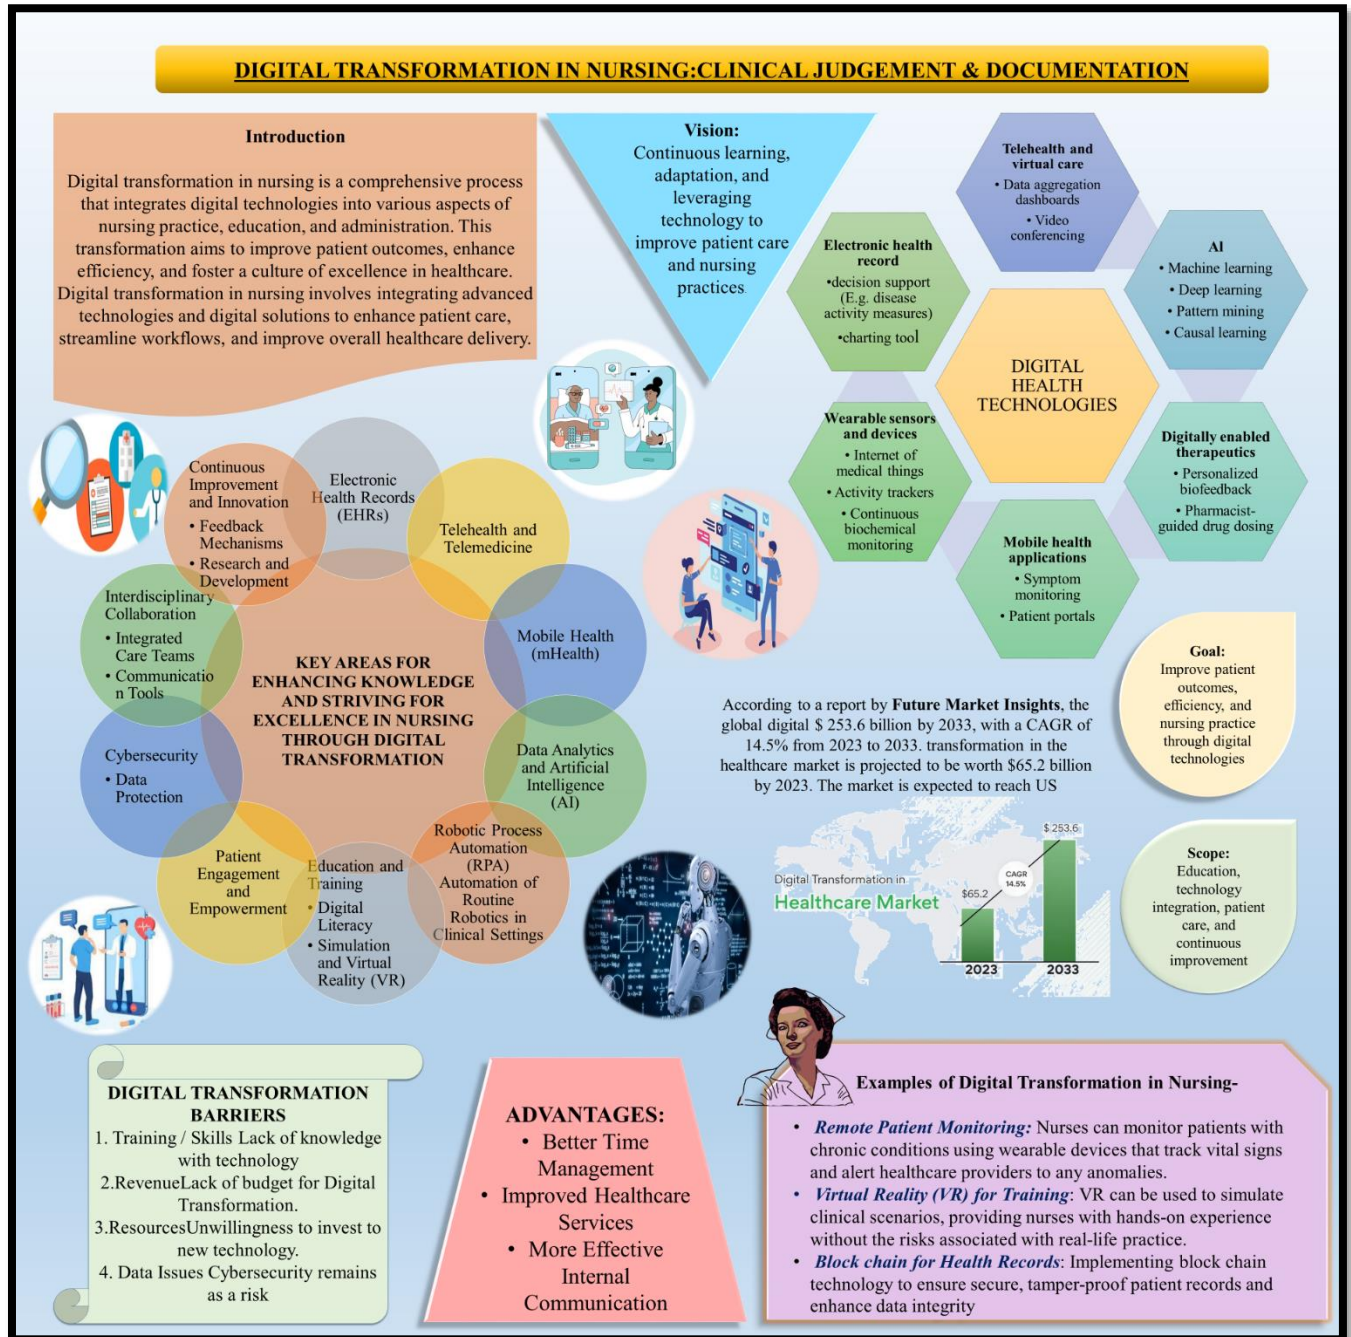 DIGITAL TRANSFORMATION IN NURSING:CLINICAL JUDGEMENT & DOCUMENTATION
Introduction
Digital transformation in nursing is a comprehensive process
that integrates digital technologies into various aspects of
nursing practice, education, and administration. This
transformation aims to improve patient outcomes, enhance
efficiency, and foster a culture of excellence in healthcare.
Digital transformation in nursing involves integrating advanced
technologies and digital solutions to enhance patient care,
streamline workflows, and improve overall healthcare delivery.
Vision:
Continuous learning,
adaptation, and
leveraging
technology to
improve patient care
and nursing
practices.
Telehealth and
virtual care
• Data aggregation
dashboards
• Video
conferencing
AI
• Machine learning
• Deep learning
• Pattern mining
• Causal learning
Electronic health
record
•decision support
(E.g. disease
activity measures)
•charting tool
DIGITAL
HEALTH
TECHNOLOGIES
Wearable sensors
and devices
• Internet of
medical things
• Activity trackers
• Continuous
biochemical
monitoring
Digitally enabled
therapeutics
• Personalized
biofeedback
• Pharmacist-
guided drug dosing
Mobile health
applications
• Symptom
monitoring
• Patient portals
Continuous
Improvement
and Innovation
• Feedback
Mechanisms
• Research and
Development
Electronic
Health Records
(EHRs)
Telehealth and
Telemedicine
Mobile Health
(mHealth)
Data Analytics
and Artificial
Intelligence
(AI)
Robotic Process
Automation
(RPA)
Automation of
Routine
Robotics in
Clinical Settings
Education and
Training
• Digital
Literacy
• Simulation
and Virtual
Reality (VR)
Patient
Engagement
and
Empowerment
Cybersecurity
• Data
Protection
Interdisciplinary
Collaboration
• Integrated
Care Teams
• Communicatio
n Tools
KEY AREAS FOR
ENHANCING KNOWLEDGE
AND STRIVING FOR
EXCELLENCE IN NURSING
THROUGH DIGITAL
TRANSFORMATION
According to a report by Future Market Insights, the
global digital $ 253.6 billion by 2033, with a CAGR of
14.5% from 2023 to 2033. transformation in the
healthcare market is projected to be worth $65.2 billion
by 2023. The market is expected to reach US
Goal:
Improve patient
outcomes,
efficiency, and
nursing practice
through digital
technologies
Digital Transformation in
Healthcare Market
$65.2
CAGR
14.5%
$ 253.6
2023
2033
Scope:
Education,
technology
integration, patient
care, and
continuous
improvement
DIGITAL TRANSFORMATION
BARRIERS
1. Training / Skills Lack of knowledge
with technology
2.RevenueLack of budget for Digital
Transformation.
3.ResourcesUnwillingness to invest to
new technology.
4. Data Issues Cybersecurity remains
as a risk
ADVANTAGES:
• Better Time
Management
• Improved Healthcare
Services
• More Effective
Internal
Communication
Examples of Digital Transformation in Nursing-
• Remote Patient Monitoring: Nurses can monitor patients with
chronic conditions using wearable devices that track vital signs
and alert healthcare providers to any anomalies.
• Virtual Reality (VR) for Training: VR can be used to simulate
clinical scenarios, providing nurses with hands-on experience
without the risks associated with real-life practice.
• Block chain for Health Records: Implementing block chain
technology to ensure secure, tamper-proof patient records and
enhance data integrity